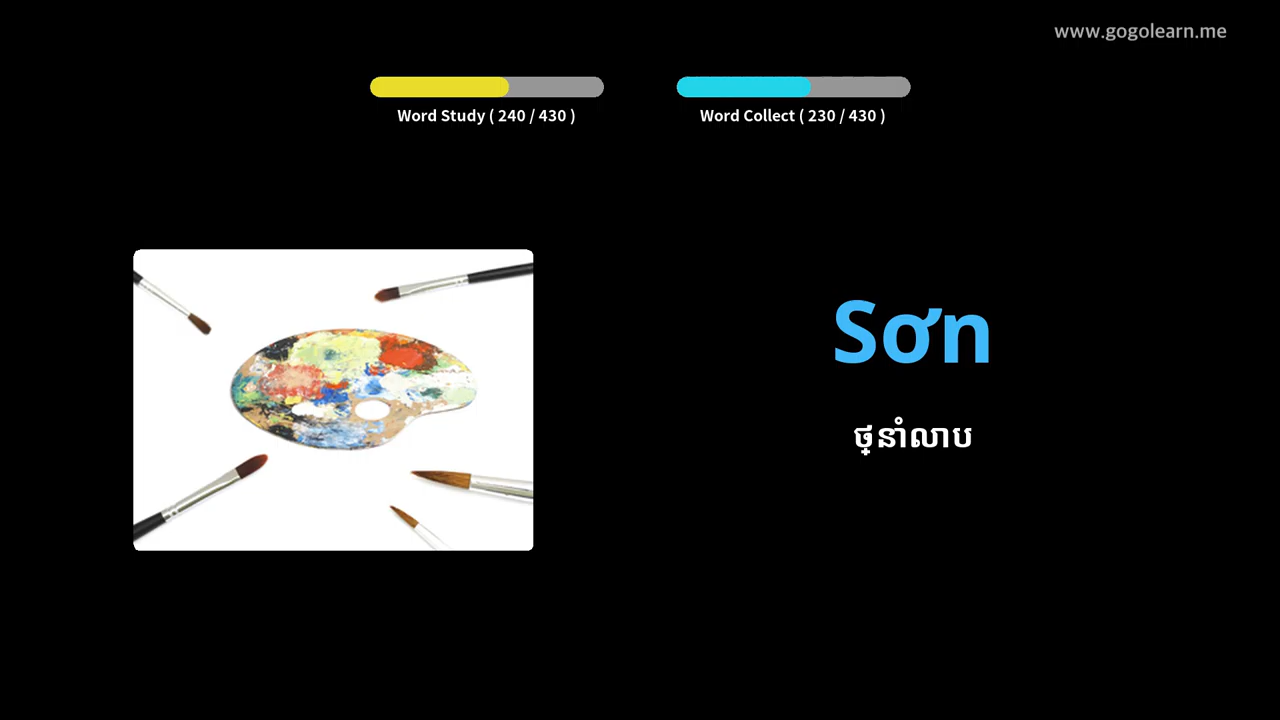 www.gogolearn.me
Word Study ( 240 / 430 )
Word Collect ( 230 / 430 )
Sơn
ថ្នាំលាប